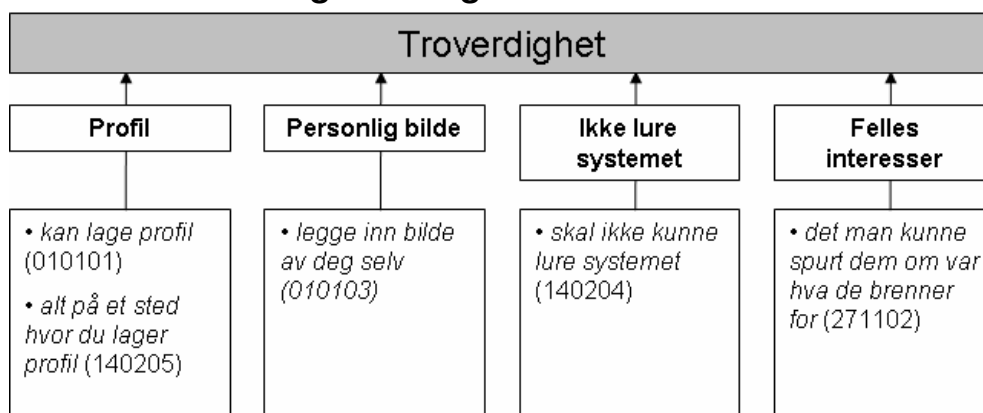 Troverdighet
Profil
Personlig bilde
Ikke lure
systemet
Felles
interesser
• kan lage profil
(010101)
• alt på et sted
hvor du lager
profil (140205)
• legge inn bilde
av deg selv
(010103)
• skal ikke kunne
lure systemet
(140204)
• det man kunne
spurt dem om var
hva de brenner
for (271102)